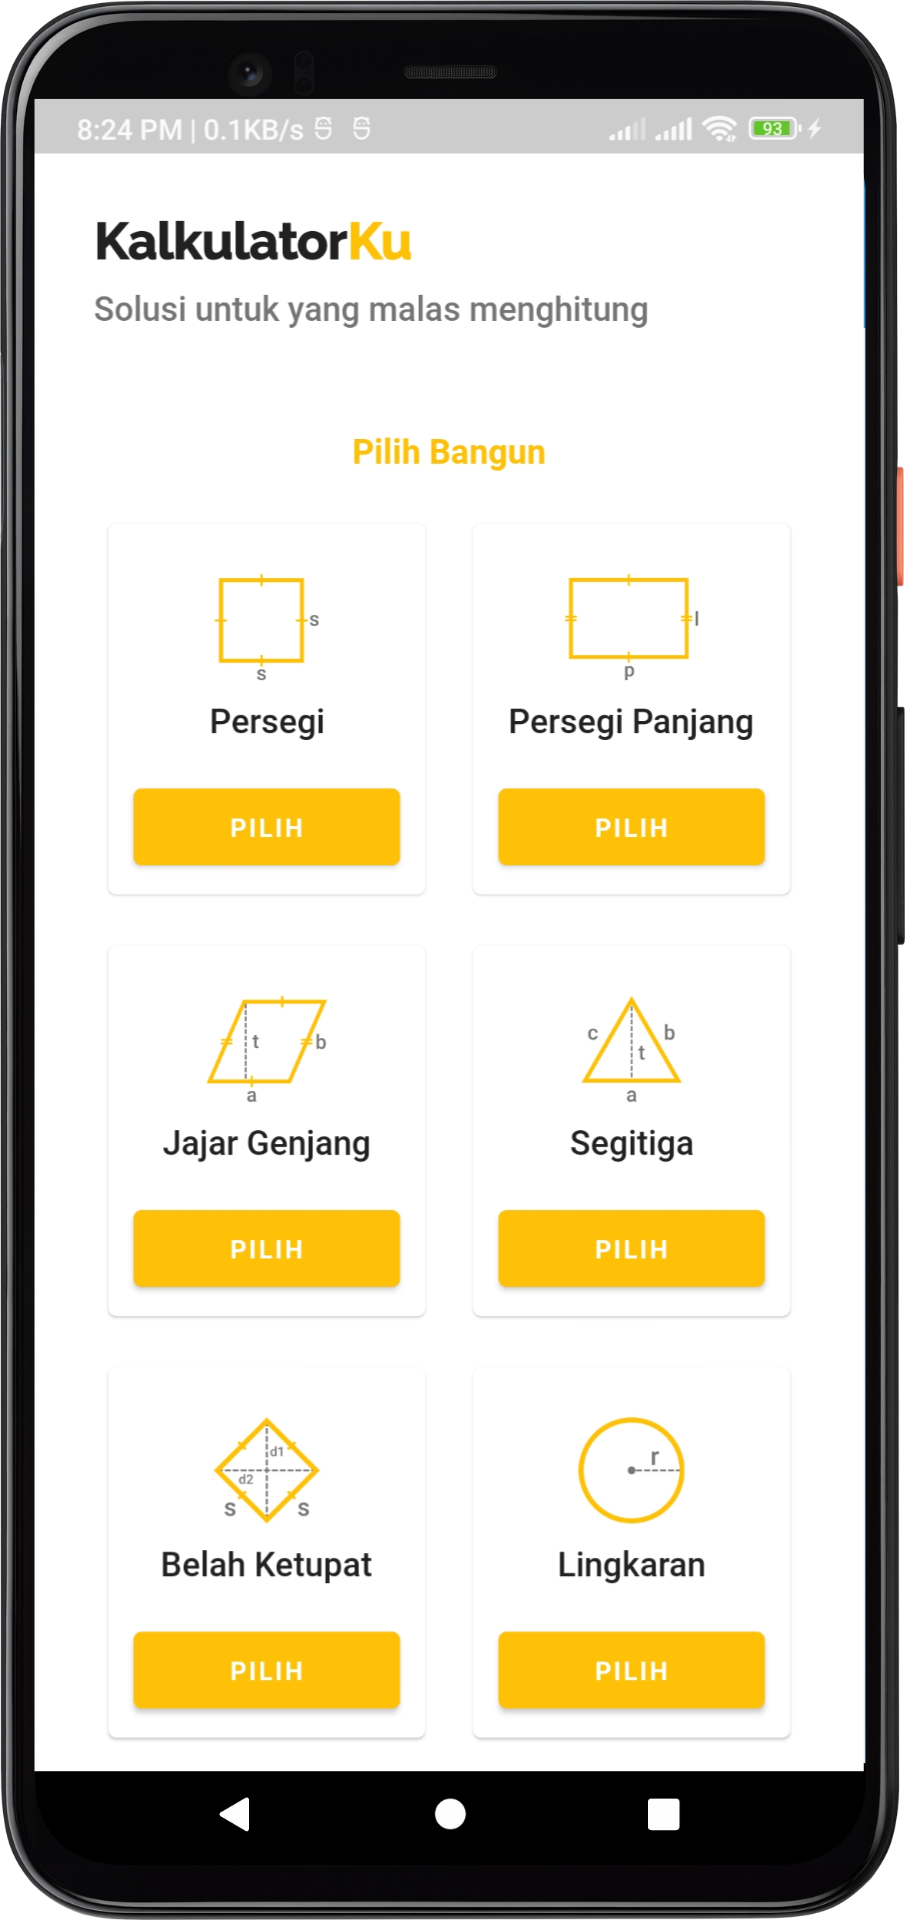 8:24 PM | 0.1KB/s
93
KalkulatorKu
Solusi untuk yang malas menghitung
Pilih Bangun
s
s
Persegi
PILIH
l
p
Persegi Panjang
PILIH
t
b
a
Jajar Genjang
PILIH
c
b
t
a
Segitiga
PILIH
d1
d2
s
s
Belah Ketupat
PILIH
r
Lingkaran
PILIH